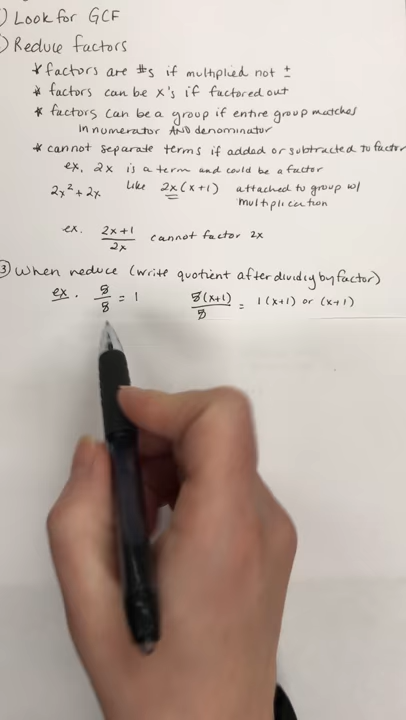 ) Look for GCF
) Reduce factors
* factors are #s if multiplied not ±
* factors can be x's if factored out
* factors can be a group if entire group matches
in numerator AND denominator
* cannot separate terms if added or subtracted to factor
ex. 2x is a term and could be a factor
2x² + 2x Like 2x(x+1) attached to group w/
multiplication
ex. 2x+1 / 2x cannot factor 2x
③ When reduce (write quotient after dividing by factor)
ex. 8/8 = 1 5(x+1)/5 = 1(x+1) or (x+1)